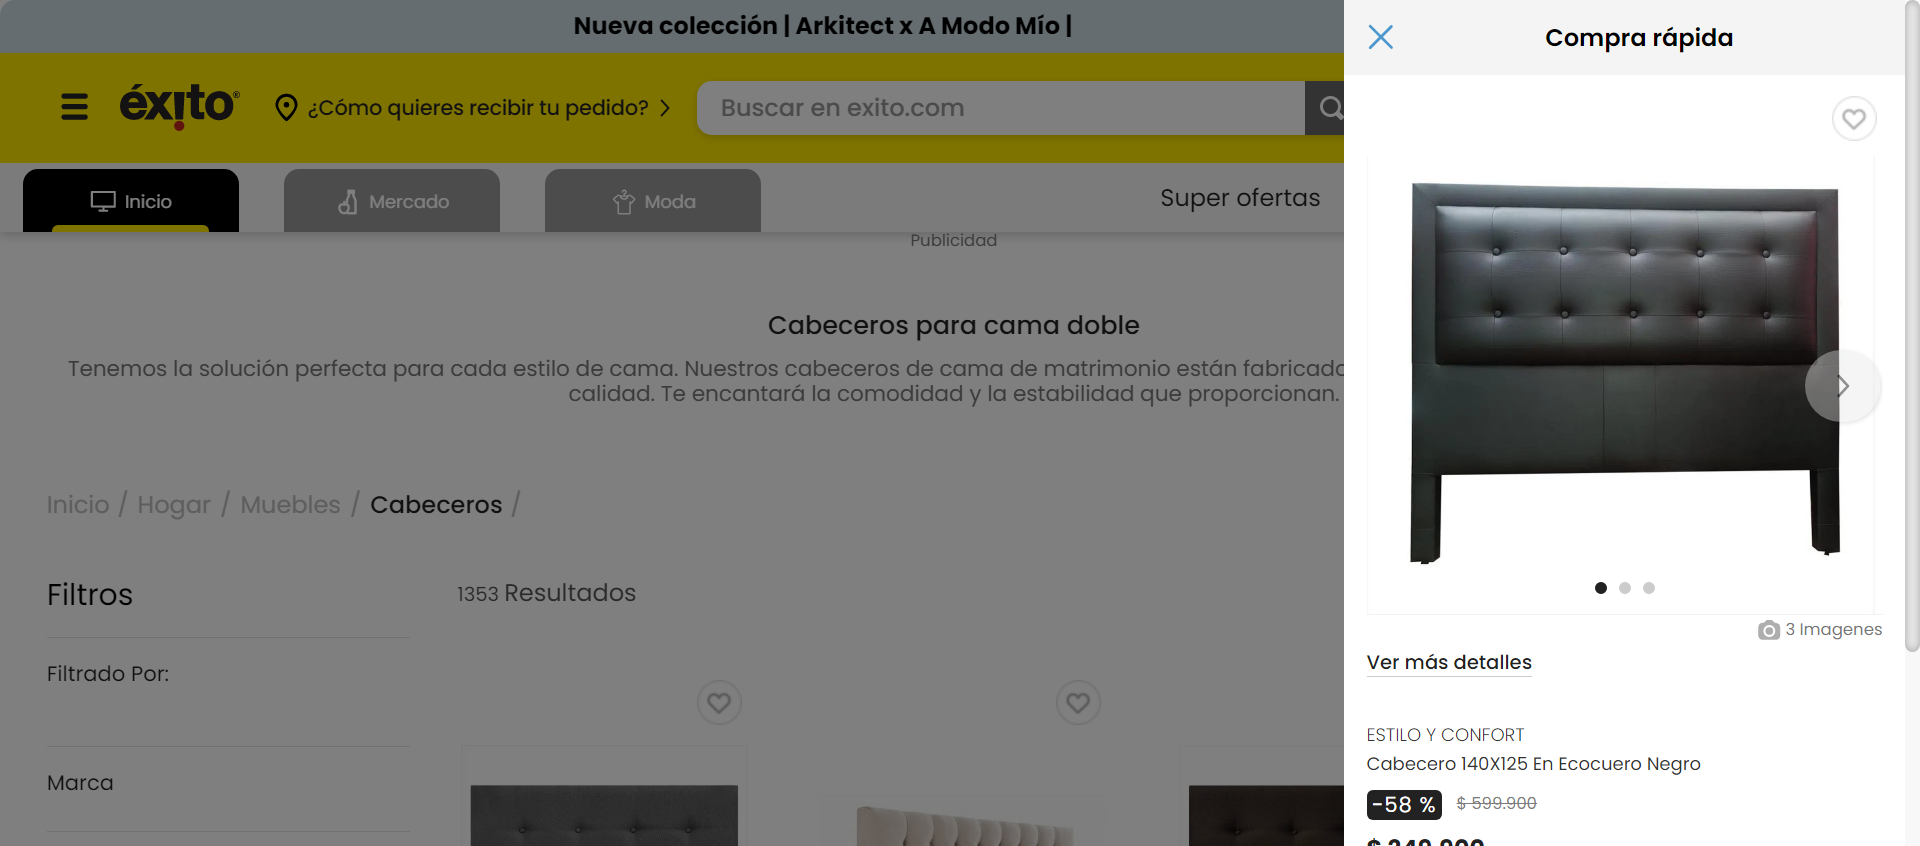 Nueva colección | Arkitect x A Modo Mío |
éxito®
¿Cómo quieres recibir tu pedido?
Buscar en exito.com
Inicio
Mercado
Moda
Super ofertas
Publicidad
Cabeceros para cama doble
Tenemos la solución perfecta para cada estilo de cama. Nuestros cabeceros de cama de matrimonio están
calidad. Te encantará la comodidad y la estabilidad que proporcionan.
Inicio / Hogar / Muebles / Cabeceros /
Filtros
1353 Resultados
Filtrado Por:
Marca
Compra rápida
3 Imagenes
Ver más detalles
ESTILO Y CONFORT
Cabecero 140X125 En Ecocuero Negro
-58 % $ 599.900